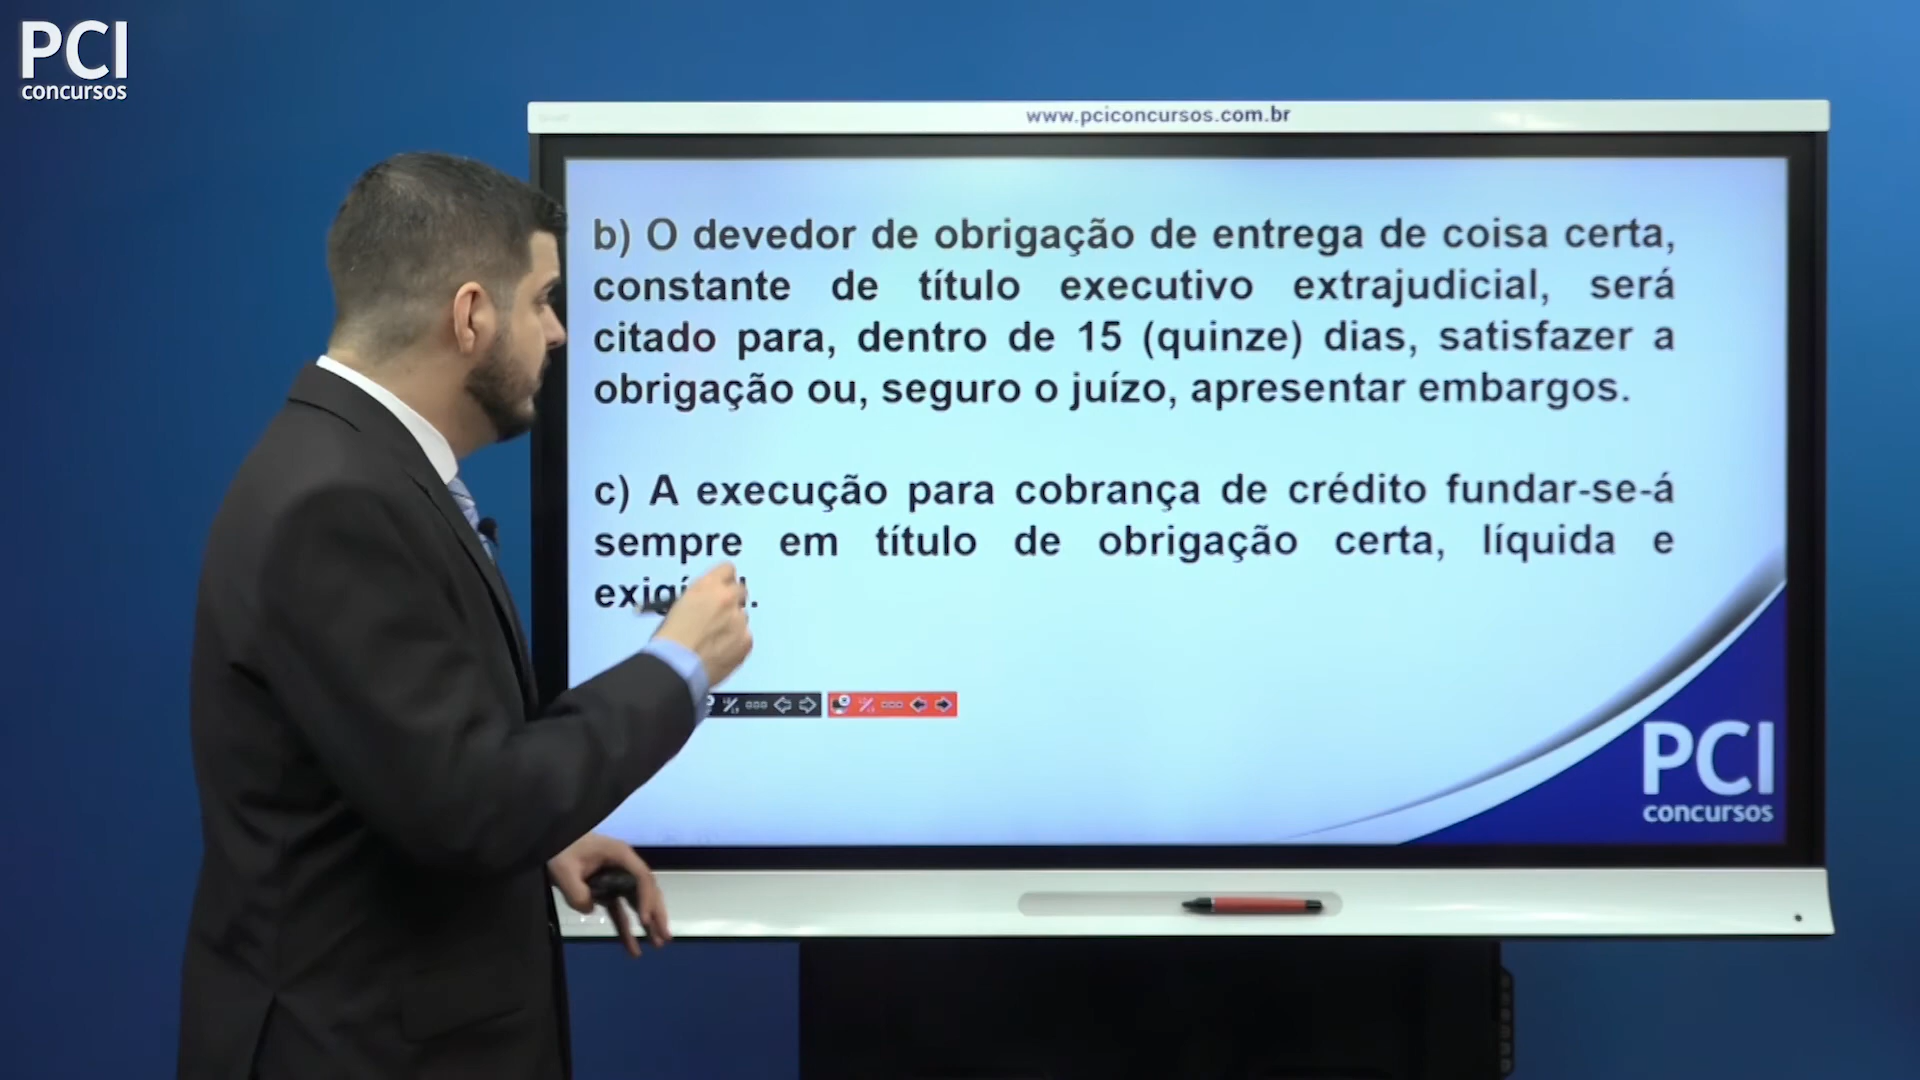 PCI
concursos
www.pciconcursos.com.br
b) O devedor de obrigação de entrega de coisa certa,
constante de título executivo extrajudicial, será
citado para, dentro de 15 (quinze) dias, satisfazer a
obrigação ou, seguro o juízo, apresentar embargos.
c) A execução para cobrança de crédito fundar-se-á
sempre em título de obrigação certa, líquida e
PCI
concursos